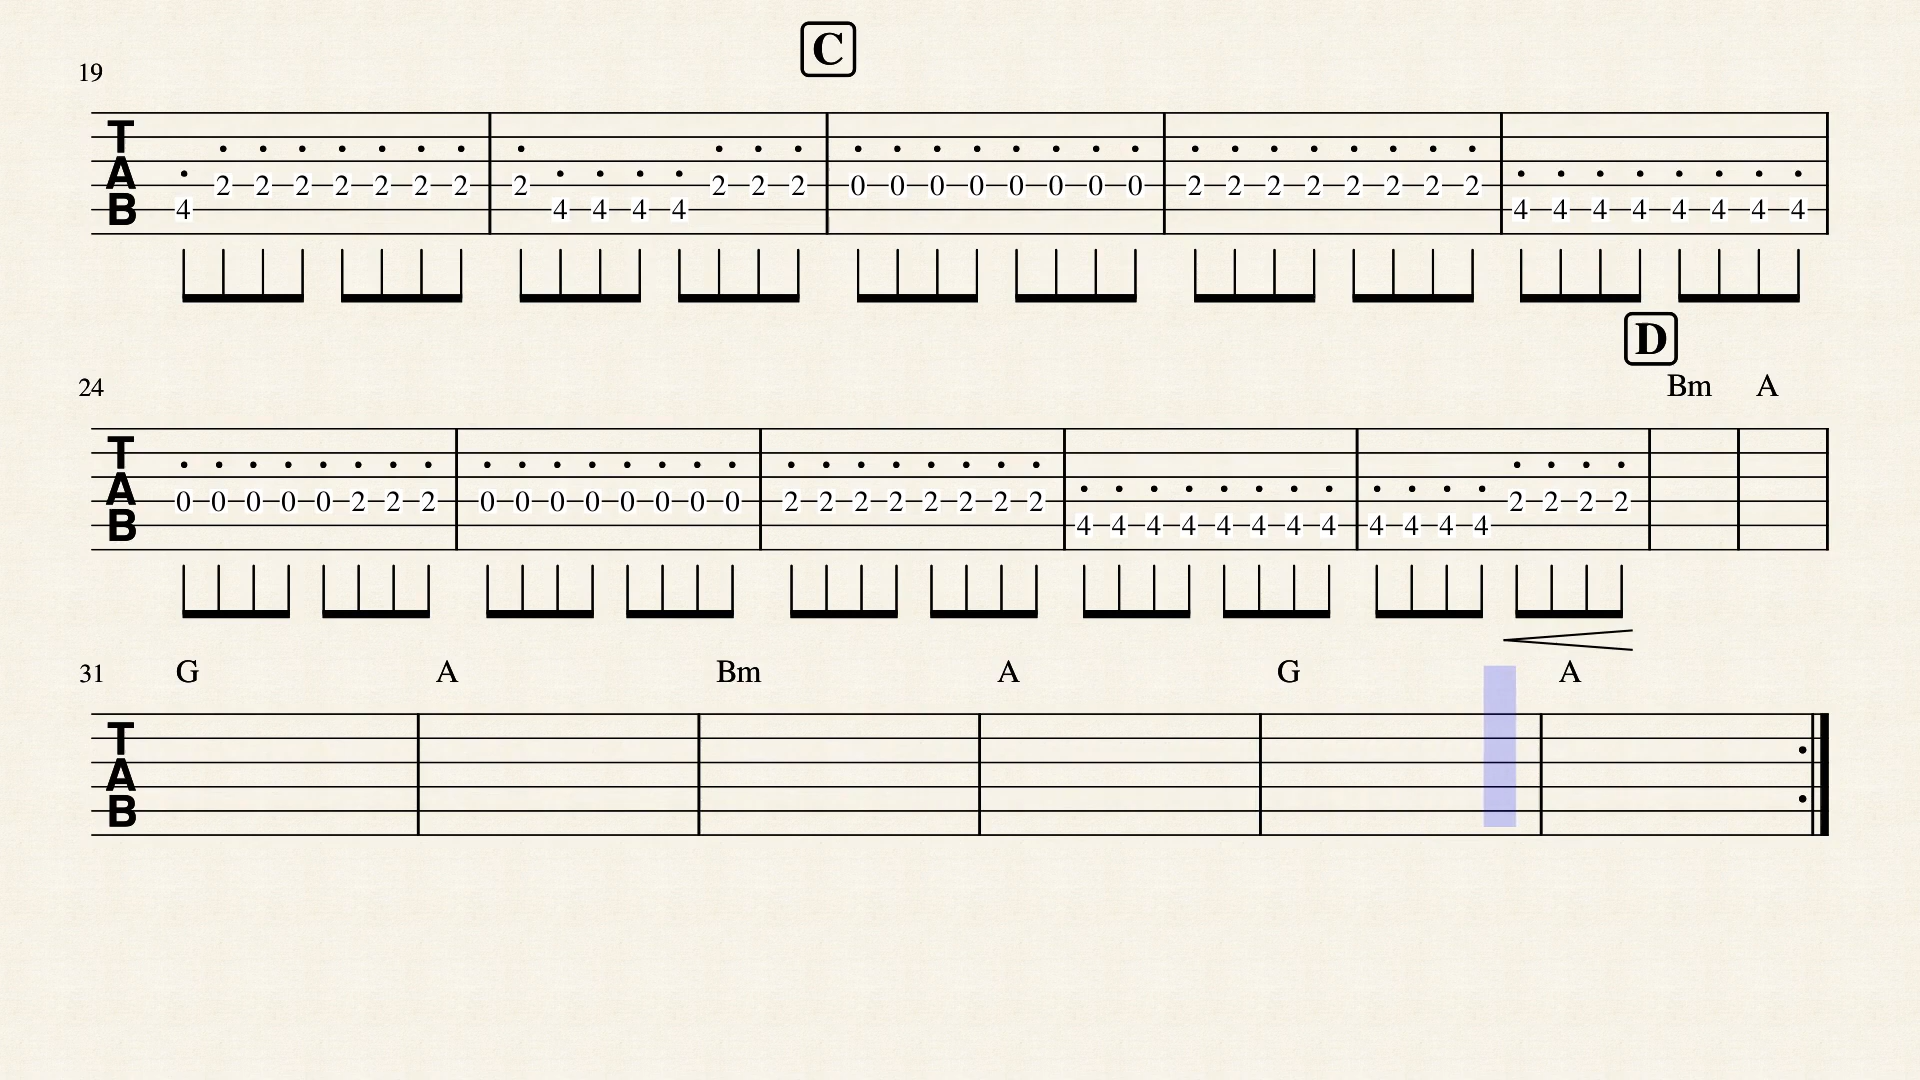 C
19
T A B
4 2 2 2 2 2 2 2 2 4 4 4 4 2 2 2 0 0 0 0 0 0 0 0 2 2 2 2 2 2 2 2 4 4 4 4 4 4 4 4
D
24 Bm A
T A B
0 0 0 0 0 2 2 2 0 0 0 0 0 0 0 0 2 2 2 2 2 2 2 2 4 4 4 4 4 4 4 4 4 4 4 4 2 2 2 2
31 G A Bm A G A
T A B